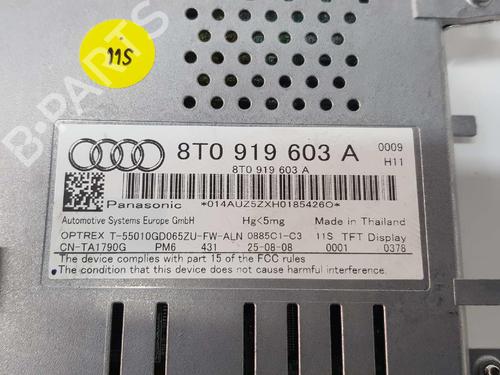 11S
B-PARTS
8T0 919 603 A
0009
H11
8T0 919 603 A
Panasonic
*014AUZ5ZXH0185426O*
Automotive Systems Europe GmbH Hg<5mg Made in Thailand
OPTREX T-55010GD065ZU-FW-ALN 0885C1-C3 11S TFT Display
CN-TA1790G PM6 431 25-08-08 0001 0378
The device complies with part 15 of the FCC rules
The condition that this device does not cause harmful interference.